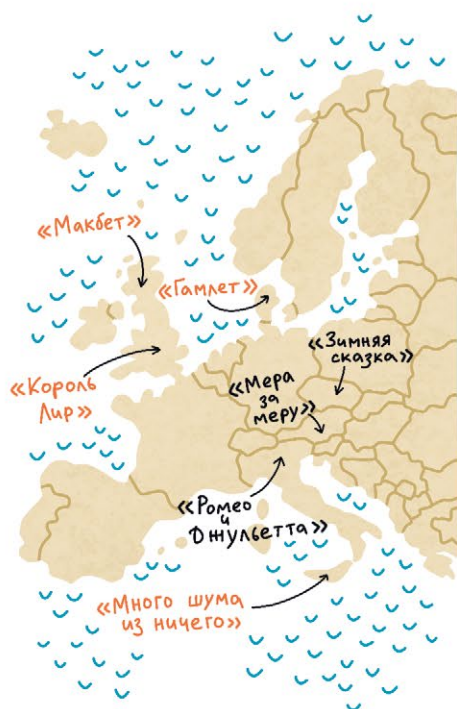 «Макбет»
«Гамлет»
«Зимняя
сказка»
«Король
Лир»
«Мера
за
меру»
«Ромео
и
Джульетта»
«Много шума
из ничего»